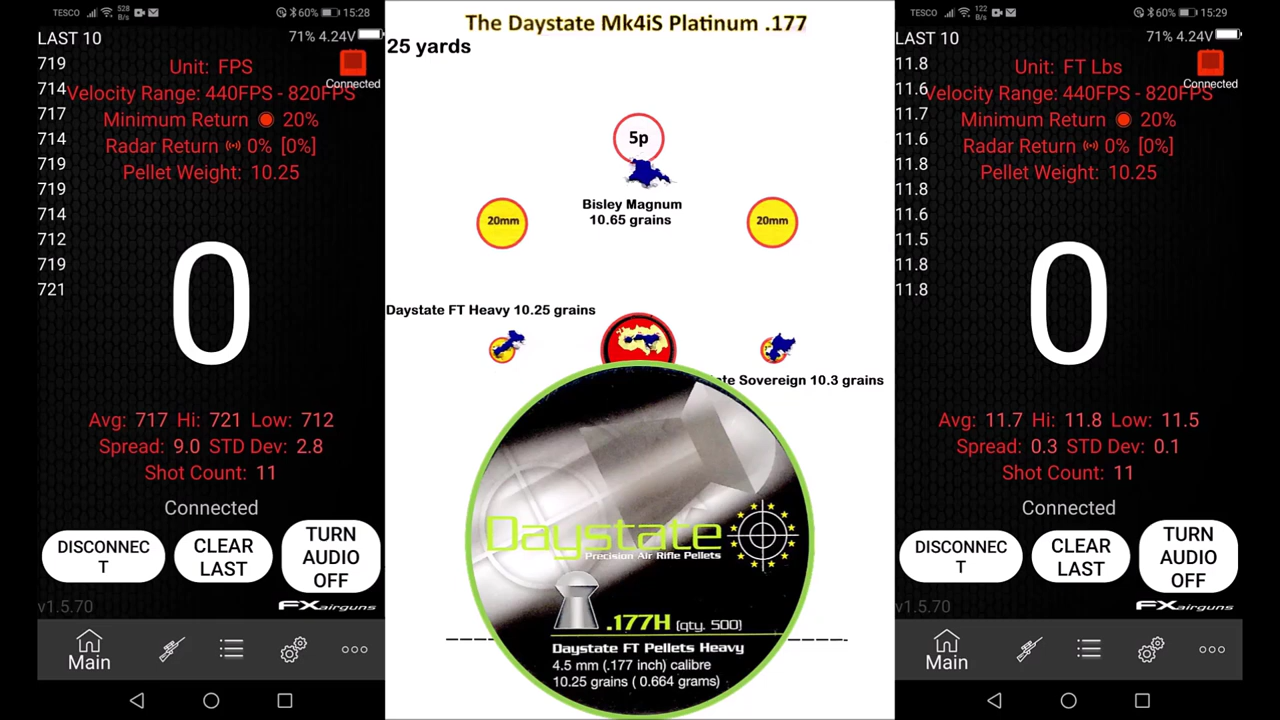 TESCO 528 B/s 60% 15:28
LAST 10 71% 4.24V
719
714
717
714
719
719
714
712
719
721
Unit: FPS
Connected
Velocity Range: 440FPS - 820FPS
Minimum Return 20%
Radar Return 0% [0%]
Pellet Weight: 10.25
0
Avg: 717 Hi: 721 Low: 712
Spread: 9.0 STD Dev: 2.8
Shot Count: 11
Connected
DISCONNEC
T
CLEAR
LAST
TURN
AUDIO
OFF
v1.5.70 FX airguns
Main
The Daystate Mk4iS Platinum .177
25 yards
5p
Bisley Magnum
10.65 grains
20mm
20mm
Daystate FT Heavy 10.25 grains
Sovereign 10.3 grains
Daystate
Precision Air Rifle Pellets
.177H (qty. 500)
Daystate FT Pellets Heavy
4.5 mm (.177 inch) calibre
10.25 grains ( 0.664 grams)
TESCO 122 B/s 60% 15:29
LAST 10 71% 4.24V
11.8
11.6
11.7
11.6
11.8
11.8
11.6
11.5
11.8
11.8
Unit: FT Lbs
Connected
Velocity Range: 440FPS - 820FPS
Minimum Return 20%
Radar Return 0% [0%]
Pellet Weight: 10.25
0
Avg: 11.7 Hi: 11.8 Low: 11.5
Spread: 0.3 STD Dev: 0.1
Shot Count: 11
Connected
DISCONNEC
T
CLEAR
LAST
TURN
AUDIO
OFF
v1.5.70 FX airguns
Main